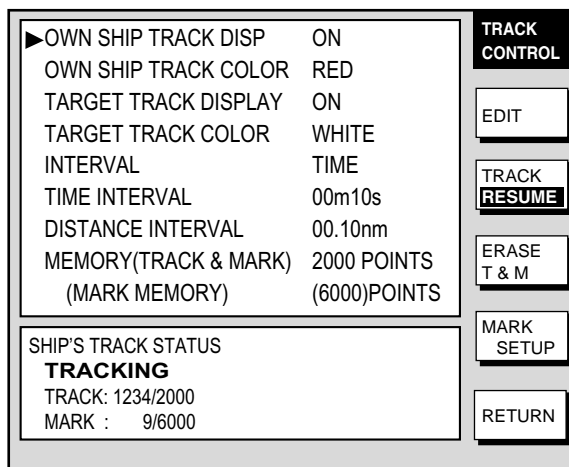 ▶OWN SHIP TRACK DISP ON
OWN SHIP TRACK COLOR RED
TARGET TRACK DISPLAY ON
TARGET TRACK COLOR WHITE
INTERVAL TIME
TIME INTERVAL 00m10s
DISTANCE INTERVAL 00.10nm
MEMORY(TRACK & MARK) 2000 POINTS
(MARK MEMORY) (6000)POINTS
SHIP'S TRACK STATUS
TRACKING
TRACK: 1234/2000
MARK : 9/6000
TRACK
CONTROL
EDIT
TRACK
RESUME
ERASE
T & M
MARK
SETUP
RETURN